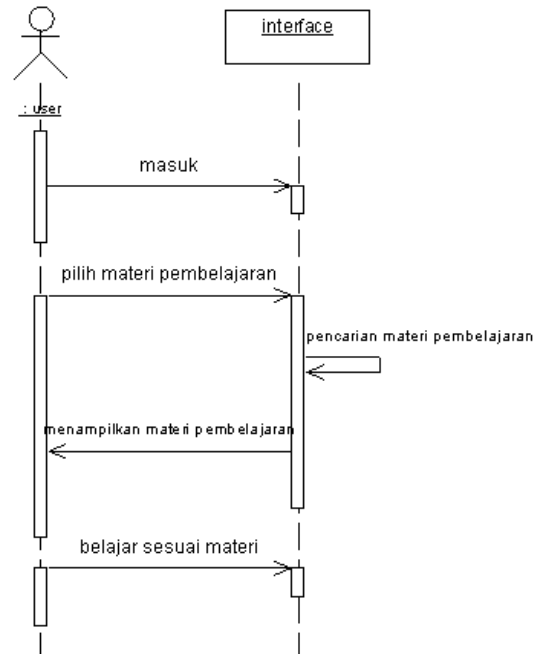 interface
: user
masuk
pilih materi pembelajaran
pencarian materi pembelajaran
menampilkan materi pembelajaran
belajar sesuai materi